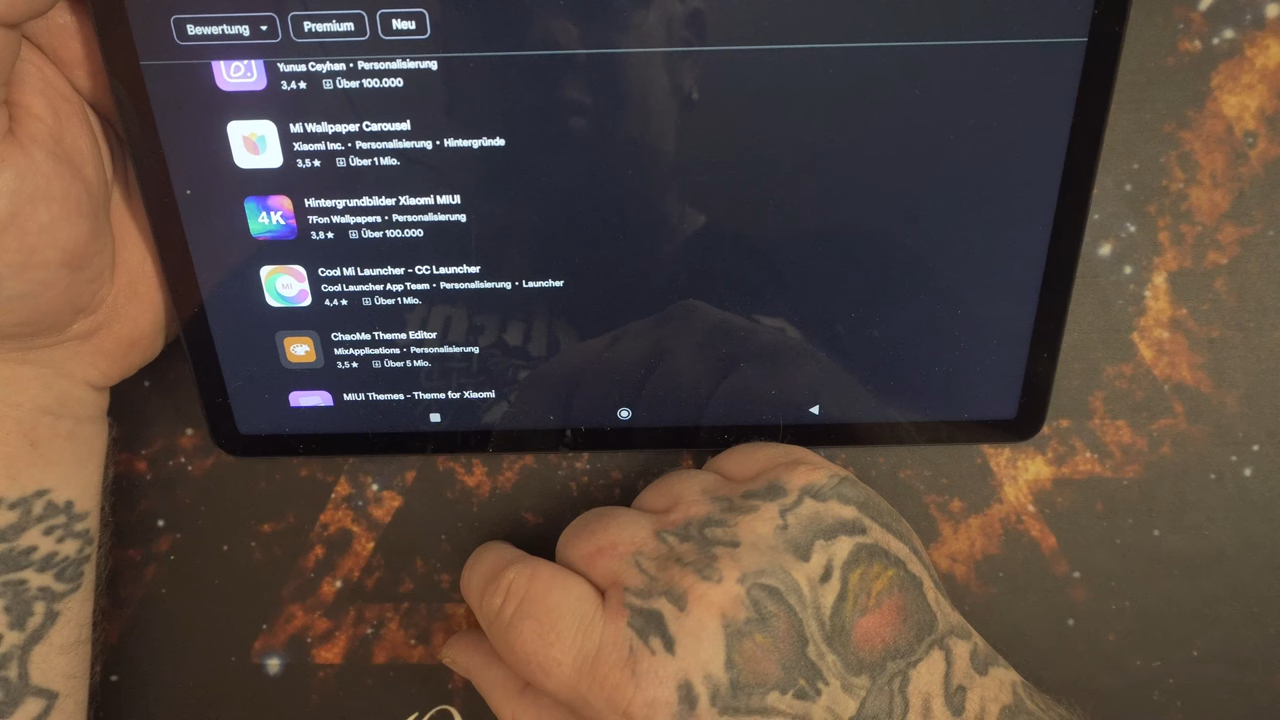 Bewertung
Premium
Neu
Yunus Ceyhan • Personalisierung
3,4★ Über 100.000
Mi Wallpaper Carousel
Xiaomi Inc. • Personalisierung • Hintergründe
3,5★ Über 1 Mio.
4K
Hintergrundbilder Xiaomi MIUI
7Fon Wallpapers • Personalisierung
3,8★ Über 100.000
MI
Cool Mi Launcher - CC Launcher
Cool Launcher App Team • Personalisierung • Launcher
4,4★ Über 1 Mio.
ChaoMe Theme Editor
MixApplications • Personalisierung
3,5★ Über 5 Mio.
MIUI Themes - Theme for Xiaomi